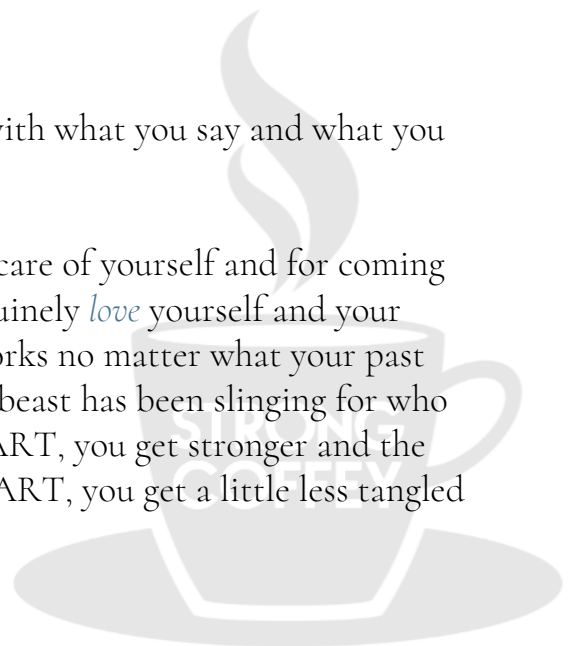 with what you say and what you
care of yourself and for coming
uinely love yourself and your
orks no matter what your past
beast has been slinging for who
ART, you get stronger and the
ART, you get a little less tangled
STRONG
COFFEY